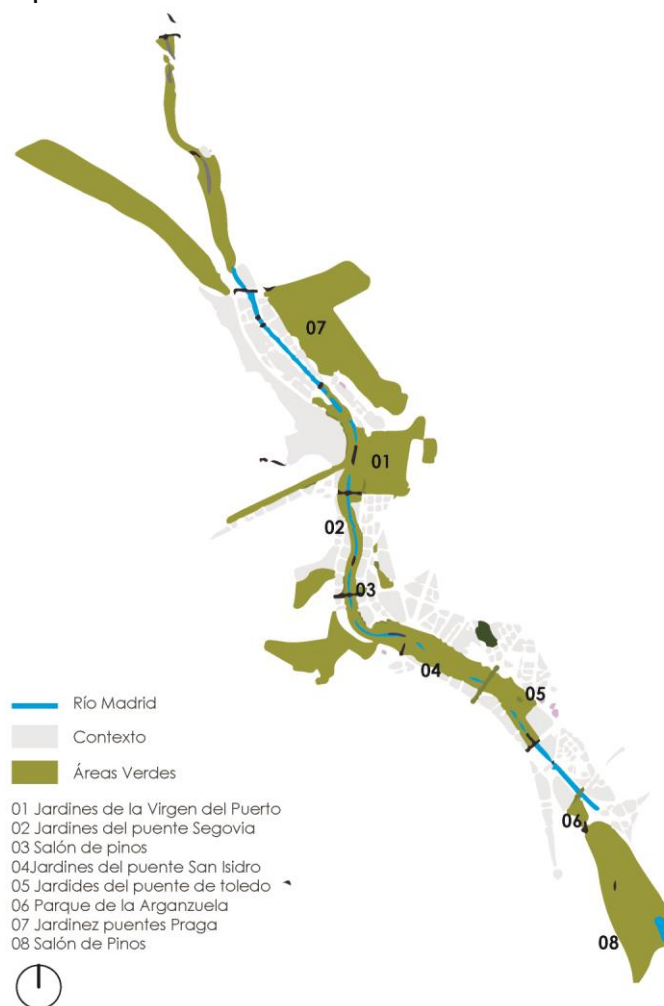 07
01
02
03
04
05
06
08
Río Madrid
Contexto
Áreas Verdes
01 Jardines de la Virgen del Puerto
02 Jardines del puente Segovia
03 Salón de pinos
04Jardines del puente San Isidro
05 Jardides del puente de toledo
06 Parque de la Arganzuela
07 Jardinez puentes Praga
08 Salón de Pinos